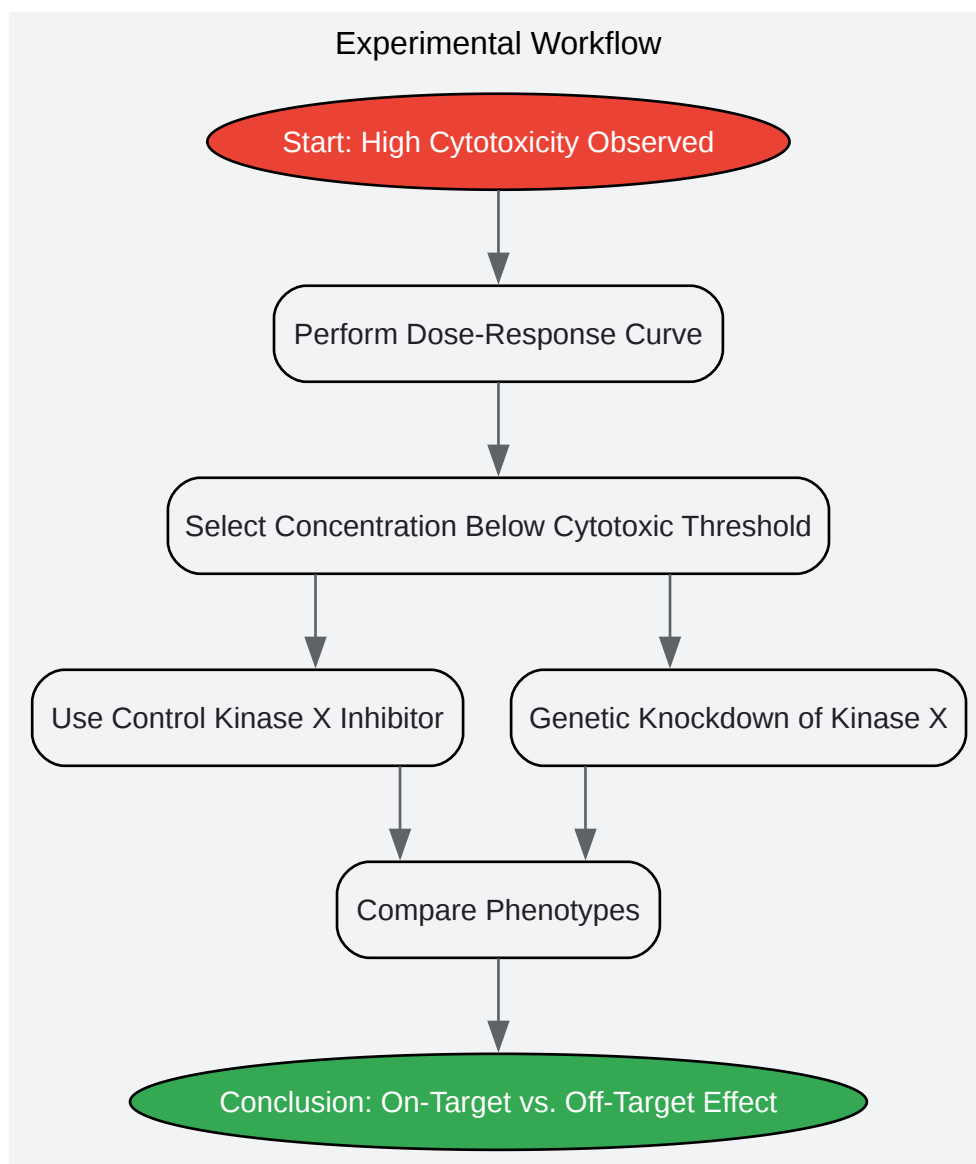 Experimental Workflow
Start: High Cytotoxicity Observed
Perform Dose-Response Curve
Select Concentration Below Cytotoxic Threshold
Use Control Kinase X Inhibitor
Genetic Knockdown of Kinase X
Compare Phenotypes
Conclusion: On-Target vs. Off-Target Effect